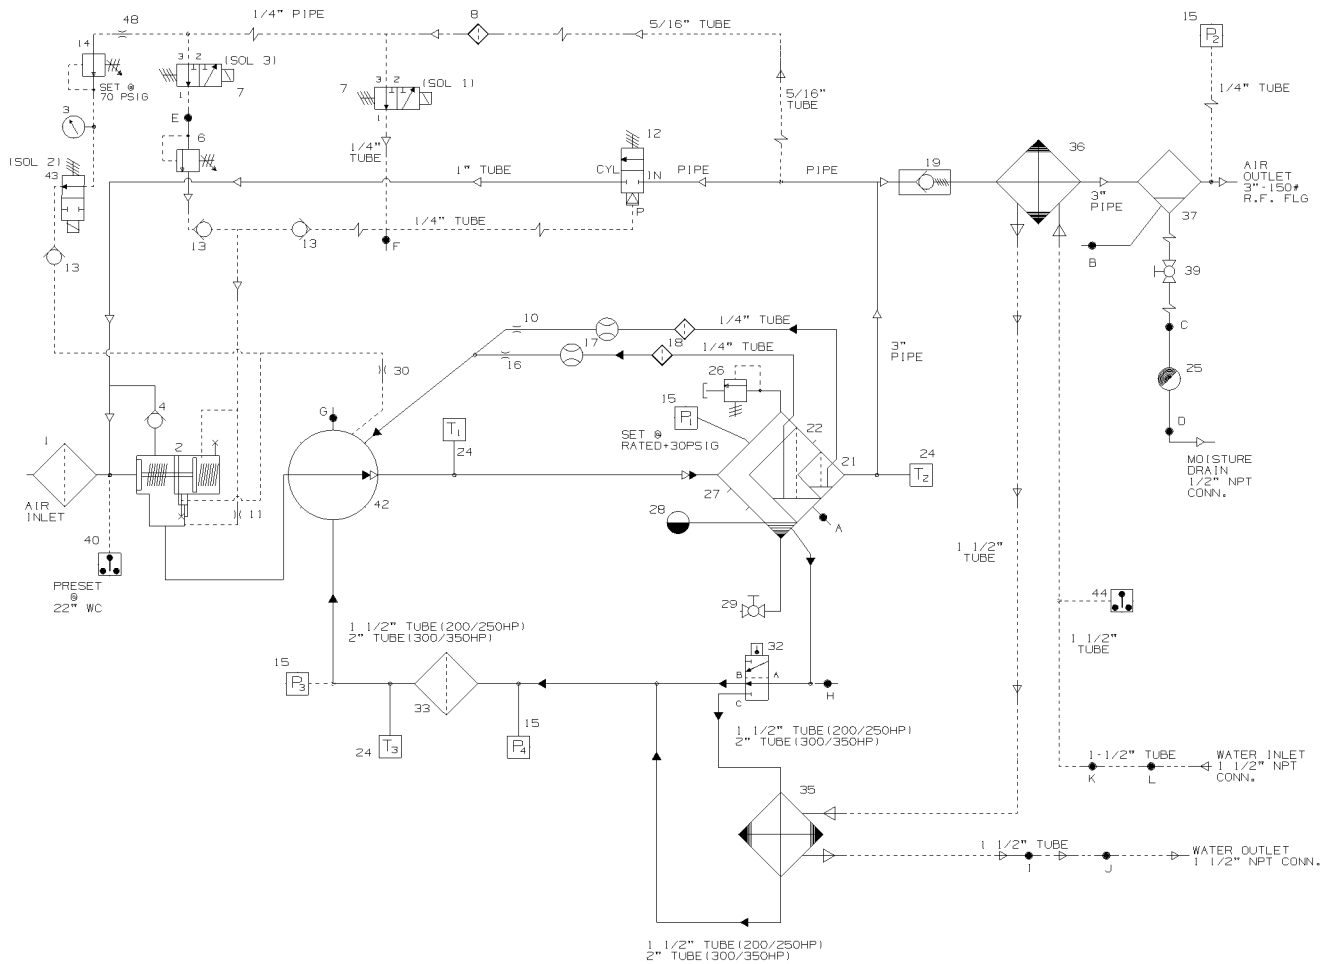 48
1/4" PIPE
8
5/16" TUBE
15
P2
14
3 2
(SOL 3)
7
1
SET @
70 PSIG
3
7
3 2
(SOL 1)
1
5/16"
TUBE
1/4" TUBE
E
6
1/4"
TUBE
12
(SOL 2)
43
1" TUBE
CYL
IN
PIPE
PIPE
19
36
AIR
OUTLET
3"-150#
R.F. FLG
3"
PIPE
37
P
13
13
1/4" TUBE
F
B
13
39
10
1/4" TUBE
17
18
1/4" TUBE
C
16
3"
PIPE
30
26
25
4
G
15
P1
D
1
2
T1
24
SET @
RATED+30PSIG
22
21
24
T2
MOISTURE
DRAIN
1/2" NPT
CONN.
AIR
INLET
11
42
27
28
A
40
1 1/2"
TUBE
PRESET
@
22" WC
29
44
1 1/2" TUBE(200/250HP)
2" TUBE(300/350HP)
1 1/2"
TUBE
32
15
P3
B A
C
H
33
15
24
T3
P4
1 1/2" TUBE(200/250HP)
2" TUBE(300/350HP)
1-1/2" TUBE
K
L
WATER INLET
1 1/2" NPT
CONN.
35
1 1/2" TUBE
I
J
WATER OUTLET
1 1/2" NPT CONN.
1 1/2" TUBE(200/250HP)
2" TUBE(300/350HP)